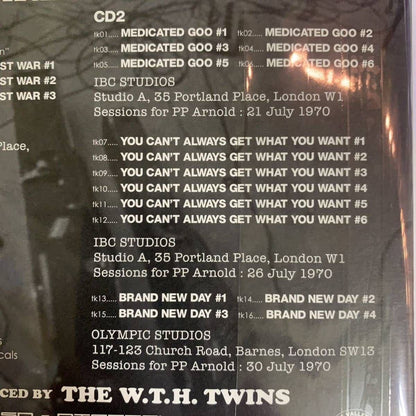 CD2
tk01..... MEDICATED GOO #1 tk02..... MEDICATED GOO #2
tk03..... MEDICATED GOO #3 tk04..... MEDICATED GOO #4
tk05..... MEDICATED GOO #5 tk06..... MEDICATED GOO #6
IBC STUDIOS
Studio A, 35 Portland Place, London W1
Sessions for PP Arnold : 21 July 1970
ST WAR #1
ST WAR #2
ST WAR #3
Place,
tk07..... YOU CAN'T ALWAYS GET WHAT YOU WANT #1
tk08..... YOU CAN'T ALWAYS GET WHAT YOU WANT #2
tk09..... YOU CAN'T ALWAYS GET WHAT YOU WANT #3
tk10..... YOU CAN'T ALWAYS GET WHAT YOU WANT #4
tk11..... YOU CAN'T ALWAYS GET WHAT YOU WANT #5
tk12..... YOU CAN'T ALWAYS GET WHAT YOU WANT #6
IBC STUDIOS
Studio A, 35 Portland Place, London W1
Sessions for PP Arnold : 26 July 1970
tk13..... BRAND NEW DAY #1 tk14..... BRAND NEW DAY #2
tk15..... BRAND NEW DAY #3 tk16..... BRAND NEW DAY #4
OLYMPIC STUDIOS
117-123 Church Road, Barnes, London SW13
Sessions for PP Arnold : 30 July 1970
s
cals
CED BY THE W.T.H. TWINS